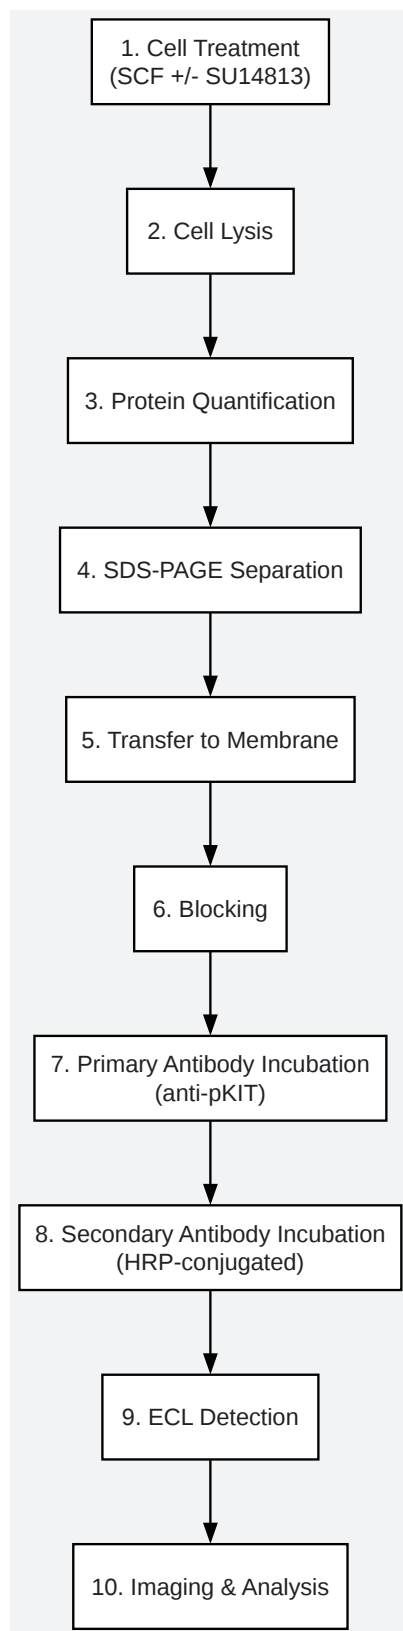 1. Cell Treatment
(SCF +/- SU14813)
2. Cell Lysis
3. Protein Quantification
4. SDS-PAGE Separation
5. Transfer to Membrane
6. Blocking
7. Primary Antibody Incubation
(anti-pKIT)
8. Secondary Antibody Incubation
(HRP-conjugated)
9. ECL Detection
10. Imaging & Analysis